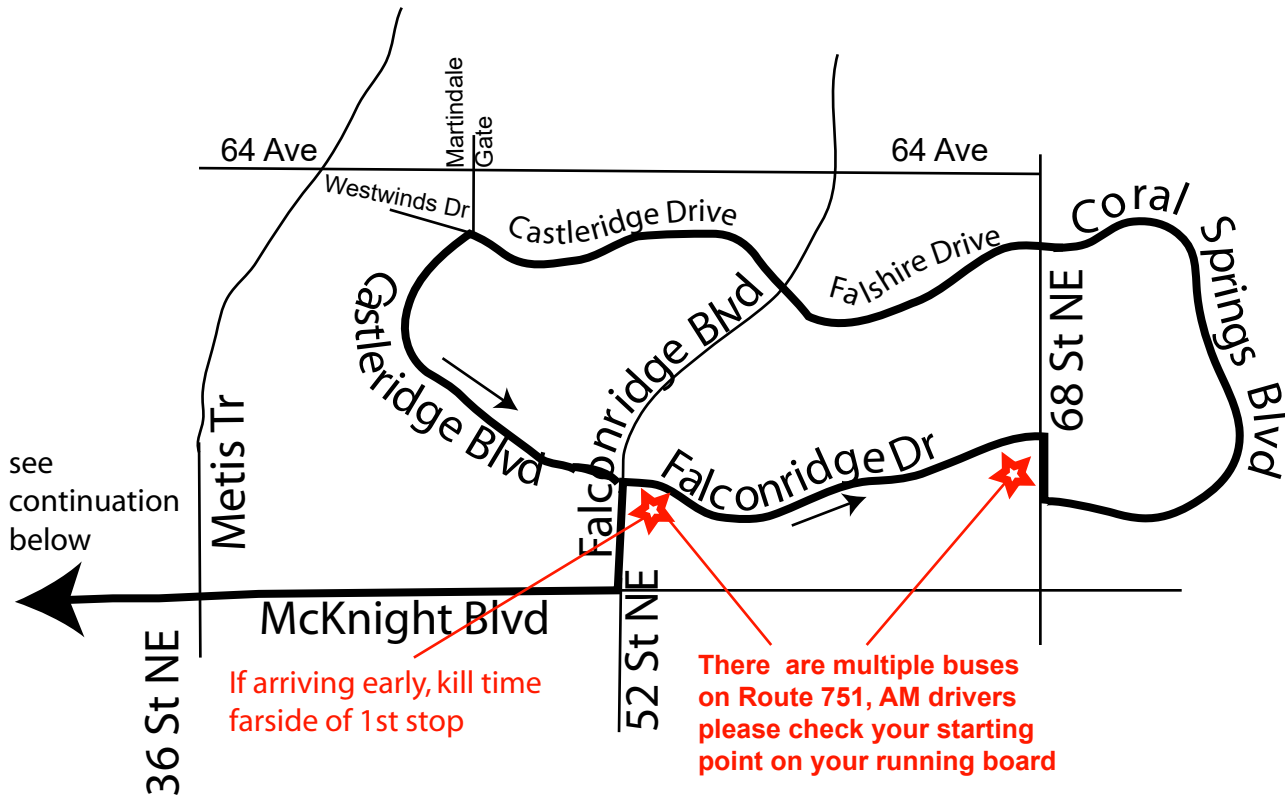 64 Ave
Martindale
Gate
64 Ave
Westwinds Dr
Castleridge Drive
Falshire Drive
Coral Springs Blvd
Castleridge Blvd
Falconridge Blvd
68 St NE
Falconridge Dr
Metis Tr
see
continuation
below
McKnight Blvd
36 St NE
52 St NE
If arriving early, kill time
farside of 1st stop
There are multiple buses
on Route 751, AM drivers
please check your starting
point on your running board